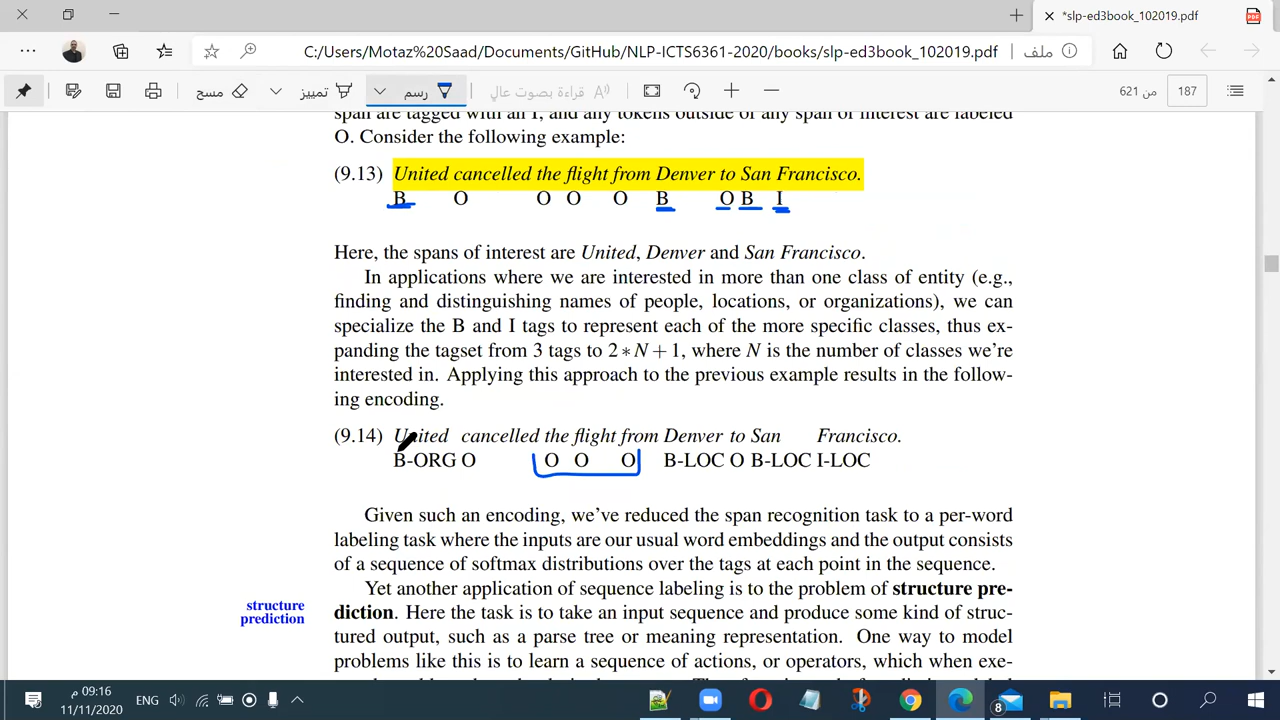 *slp-ed3book_102019.pdf
C:/Users/Motaz%20Saad/Documents/GitHub/NLP-ICTS6361-2020/books/slp-ed3book_102019.pdf
ملف
مسح
تمييز
رسم
قراءة بصوت عالٍ
187 من 621
span are tagged with an I, and any tokens outside of any span of interest are labeled
O. Consider the following example:
(9.13) United cancelled the flight from Denver to San Francisco.
B O O O O B O B I
Here, the spans of interest are United, Denver and San Francisco.
In applications where we are interested in more than one class of entity (e.g.,
finding and distinguishing names of people, locations, or organizations), we can
specialize the B and I tags to represent each of the more specific classes, thus ex-
panding the tagset from 3 tags to 2 ∗ N + 1, where N is the number of classes we're
interested in. Applying this approach to the previous example results in the follow-
ing encoding.
(9.14) United cancelled the flight from Denver to San Francisco.
B-ORG O O O O B-LOC O B-LOC I-LOC
Given such an encoding, we've reduced the span recognition task to a per-word
labeling task where the inputs are our usual word embeddings and the output consists
of a sequence of softmax distributions over the tags at each point in the sequence.
Yet another application of sequence labeling is to the problem of structure pre-
structure
prediction
diction. Here the task is to take an input sequence and produce some kind of struc-
tured output, such as a parse tree or meaning representation. One way to model
problems like this is to learn a sequence of actions, or operators, which when exe-
ENG
09:16 م
11/11/2020
8